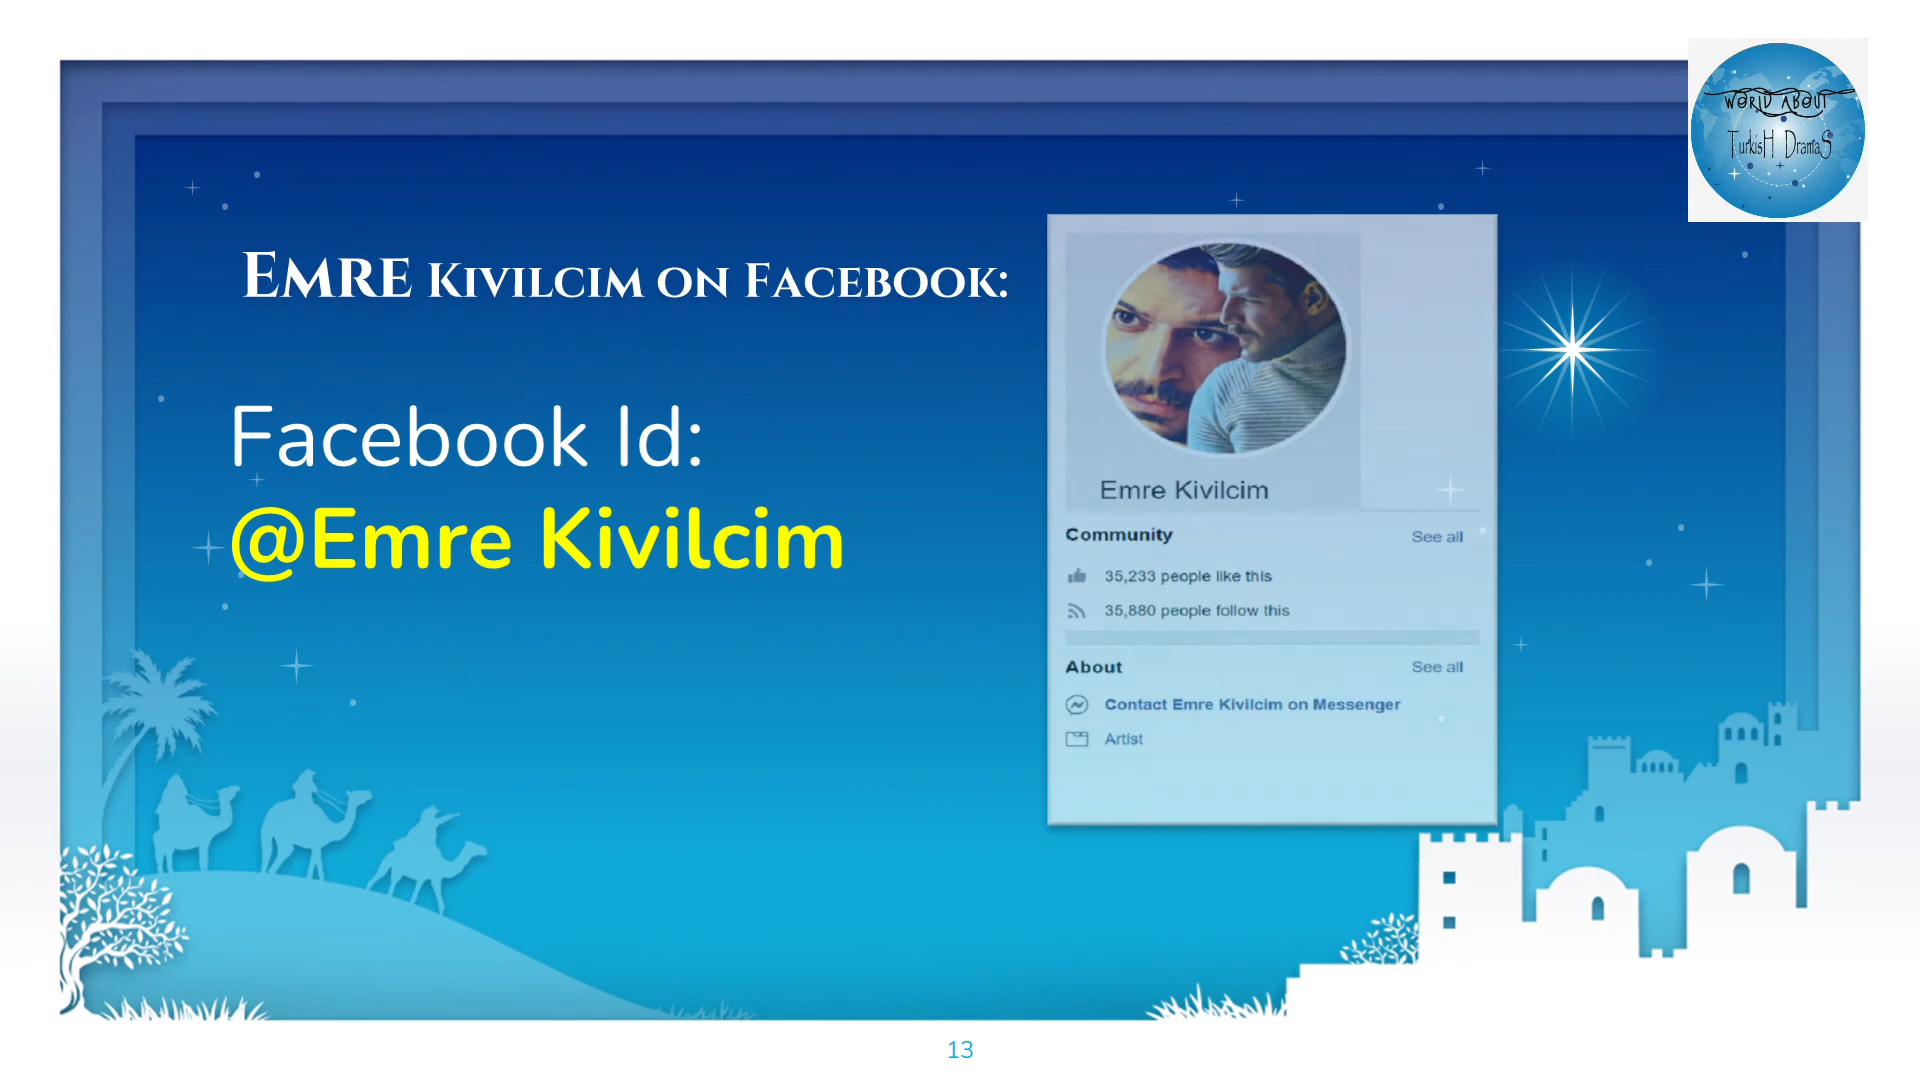 WORlD ABOUT
TurkisH DramaS
EMRE KIVILCIM ON FACEBOOK:
Facebook Id:
@Emre Kivilcim
Emre Kivilcim
Community
See all
35,233 people like this
35,880 people follow this
About
See all
Contact Emre Kivilcim on Messenger
Artist
13